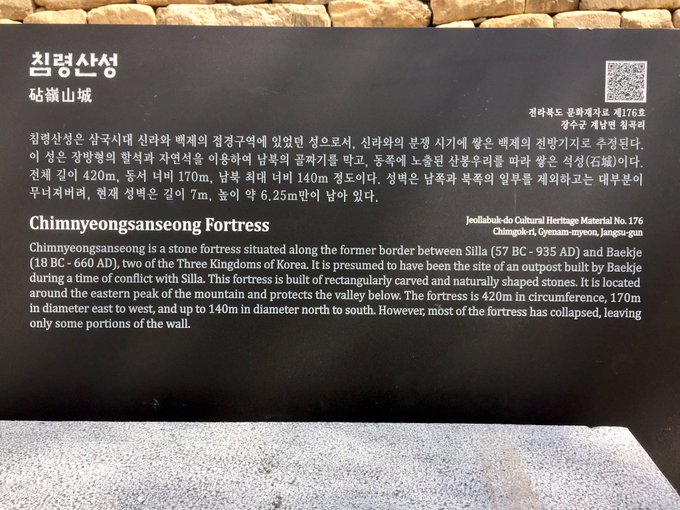 침령산성
砧嶺山城
전라북도 문화재자료 제176호
장수군 계남면 침곡리
침령산성은 삼국시대 신라와 백제의 접경구역에 있었던 성으로서, 신라와의 분쟁 시기에 쌓은 백제의 전방기지로 추정된다.
이 성은 장방형의 할석과 자연석을 이용하여 남북의 골짜기를 막고, 동쪽에 노출된 산봉우리를 따라 쌓은 석성(石城)이다.
전체 길이 420m, 동서 너비 170m, 남북 최대 너비 140m 정도이다. 성벽은 남쪽과 북쪽의 일부를 제외하고는 대부분이
무너져버려, 현재 성벽은 길이 7m, 높이 약 6.25m만이 남아 있다.
Chimnyeongsanseong Fortress
Jeollabuk-do Cultural Heritage Material No. 176
Chimgok-ri, Gyenam-myeon, Jangsu-gun
Chimnyeongsanseong is a stone fortress situated along the former border between Silla (57 BC - 935 AD) and Baekje
(18 BC - 660 AD), two of the Three Kingdoms of Korea. It is presumed to have been the site of an outpost built by Baekje
during a time of conflict with Silla. This fortress is built of rectangularly carved and naturally shaped stones. It is located
around the eastern peak of the mountain and protects the valley below. The fortress is 420m in circumference, 170m
in diameter east to west, and up to 140m in diameter north to south. However, most of the fortress has collapsed, leaving
only some portions of the wall.